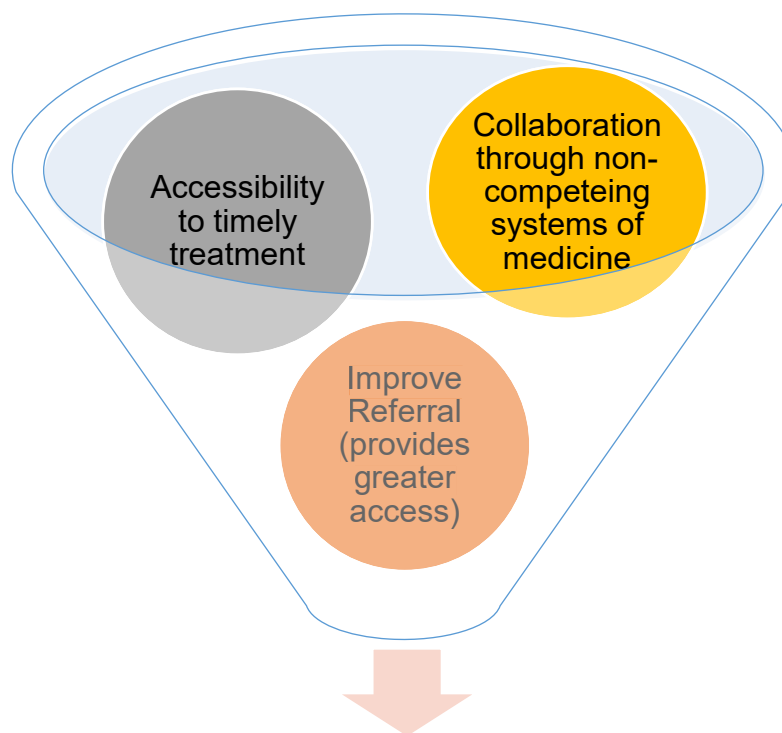 Accessibility
to timely
treatment
Collaboration
through non-
competeing
systems of
medicine
Improve
Referral
(provides
greater
access)